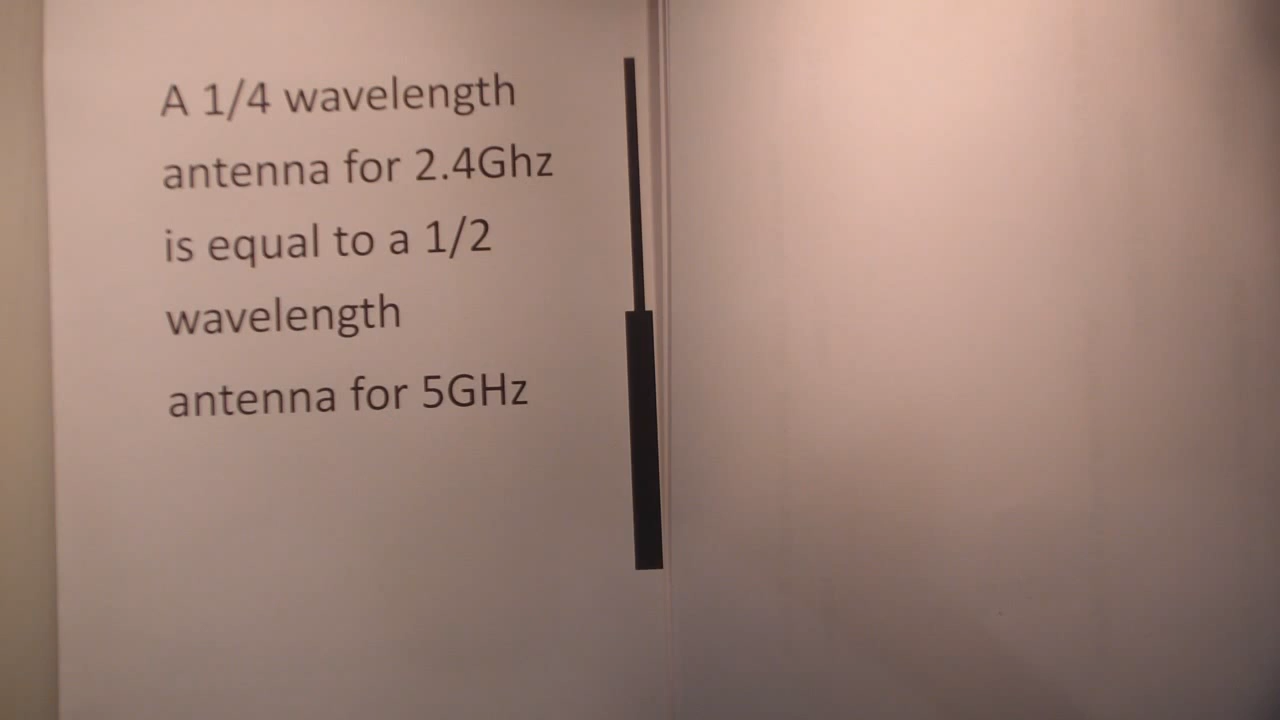 A 1/4 wavelength
antenna for 2.4Ghz
is equal to a 1/2
wavelength
antenna for 5GHz